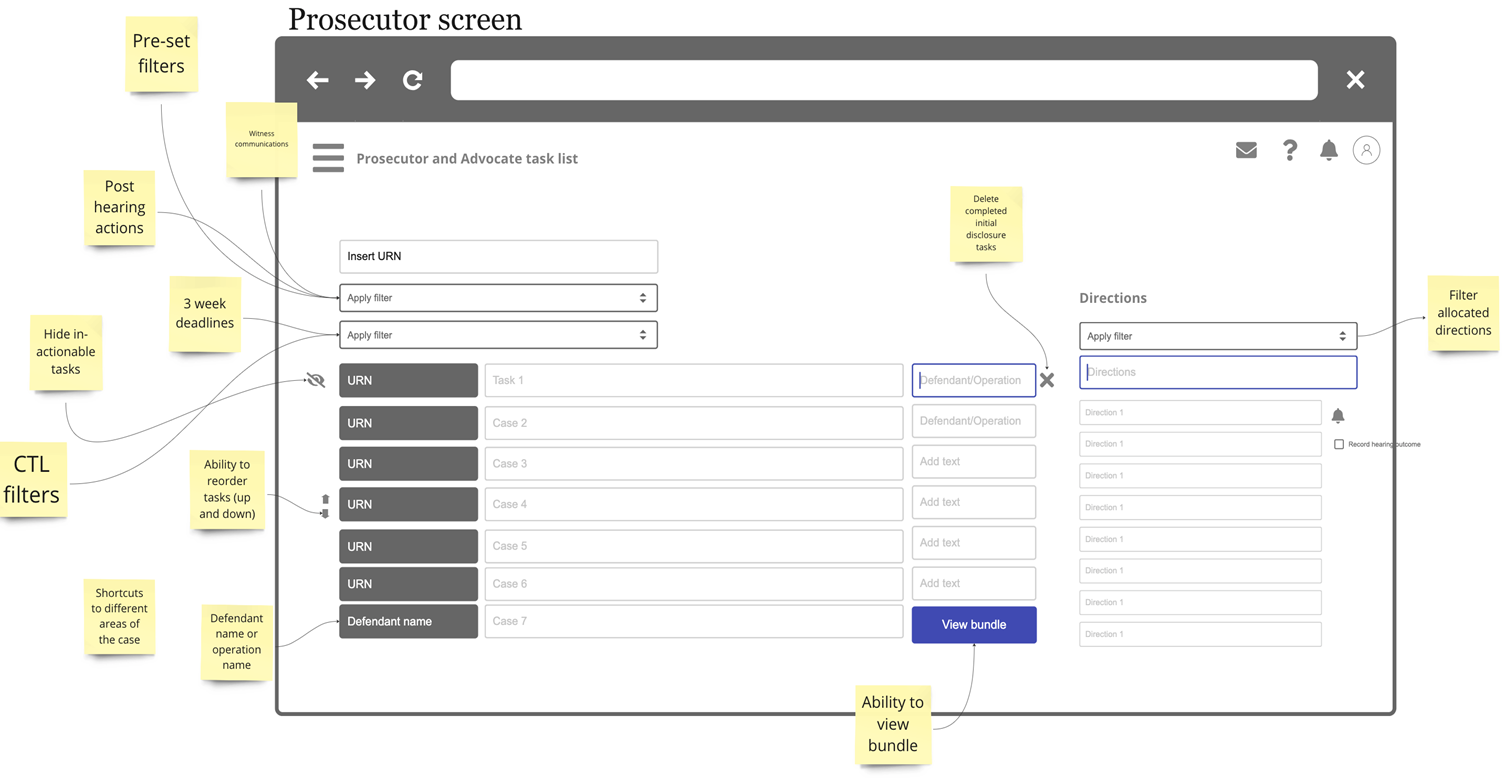 Prosecutor screen
Pre-set
filters
Witness
communications
Prosecutor and Advocate task list
Post
hearing
actions
Delete
completed
initial
disclosure
tasks
Insert URN
3 week
deadlines
Apply filter
Apply filter
Directions
Apply filter
Filter
allocated
directions
Hide in-
actionable
tasks
URN
Task 1
Defendant/Operation
Directions
URN
Case 2
Defendant/Operation
Direction 1
Direction 1
Record hearing outcome
CTL
filters
URN
Case 3
Add text
Direction 1
Ability to
reorder
tasks (up
and down)
URN
Case 4
Add text
Direction 1
URN
Case 5
Add text
Direction 1
URN
Case 6
Add text
Direction 1
Shortcuts
to different
areas of
the case
Defendant
name or
operation
name
Defendant name
Case 7
View bundle
Direction 1
Direction 1
Ability to
view
bundle